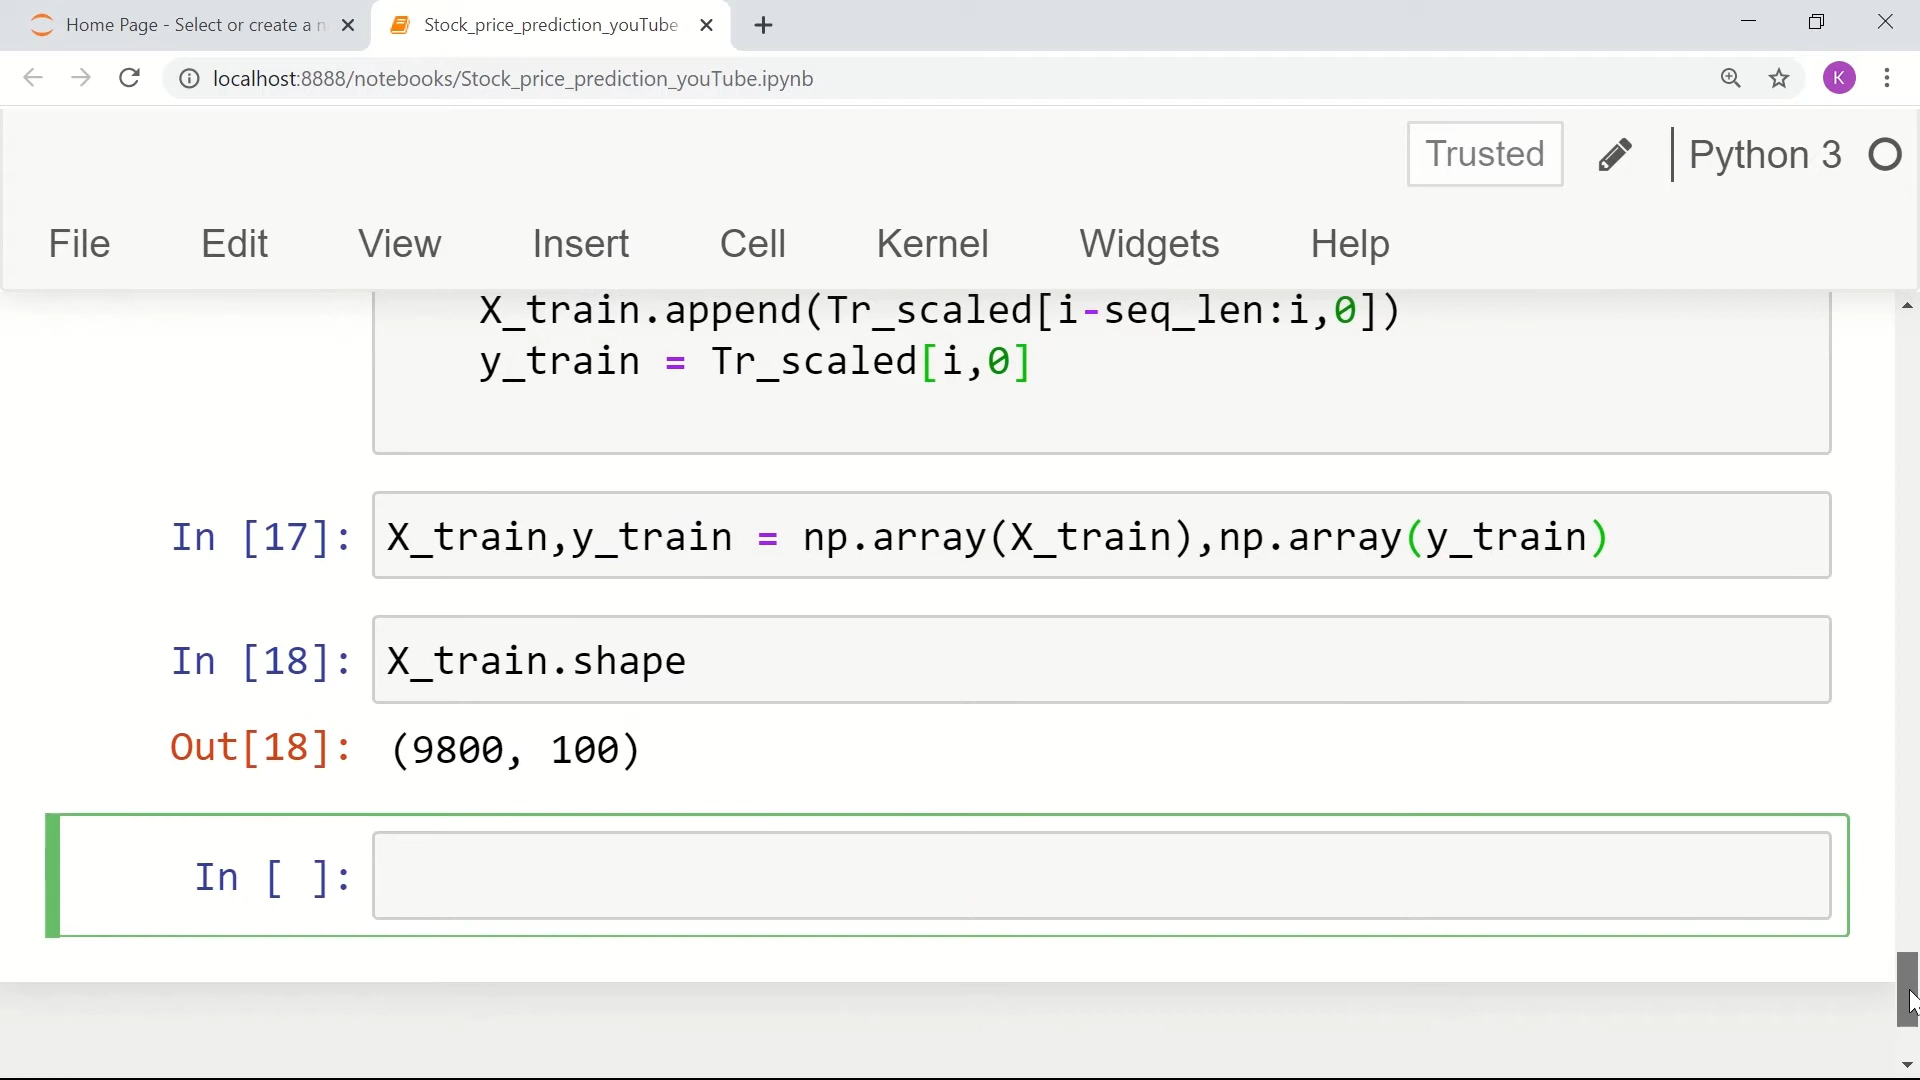 Home Page - Select or create a n
Stock_price_prediction_youTube
localhost:8888/notebooks/Stock_price_prediction_youTube.ipynb
K
Trusted
Python 3
File Edit View Insert Cell Kernel Widgets Help
X_train.append(Tr_scaled[i-seq_len:i,0])
y_train = Tr_scaled[i,0]
In [17]: X_train,y_train = np.array(X_train),np.array(y_train)
In [18]: X_train.shape
Out[18]: (9800, 100)
In [ ]: